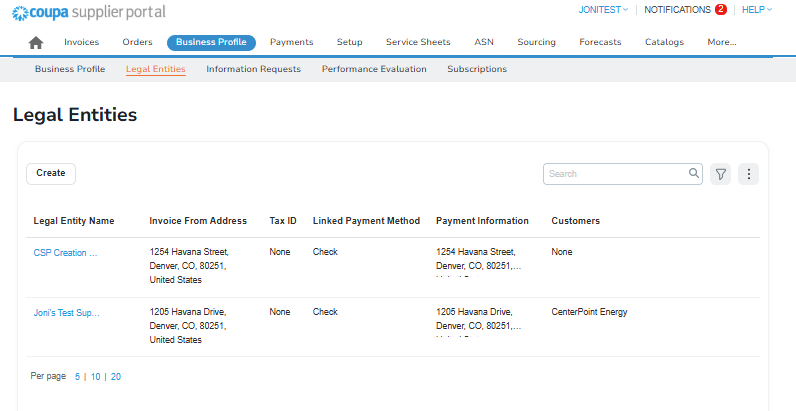 coupa supplier portal
JONITEST NOTIFICATIONS 2 HELP
Invoices Orders Business Profile Payments Setup Service Sheets ASN Sourcing Forecasts Catalogs More...
Business Profile Legal Entities Information Requests Performance Evaluation Subscriptions
Legal Entities
Create Search
Legal Entity Name Invoice From Address Tax ID Linked Payment Method Payment Information Customers
CSP Creation ... 1254 Havana Street, None Check 1254 Havana Street, None
Denver, CO, 80251, Denver, CO, 80251,...
United States
Joni's Test Sup... 1205 Havana Drive, None Check 1205 Havana Drive, CenterPoint Energy
Denver, CO, 80251, Denver, CO, 80251,...
United States
Per page 5 | 10 | 20